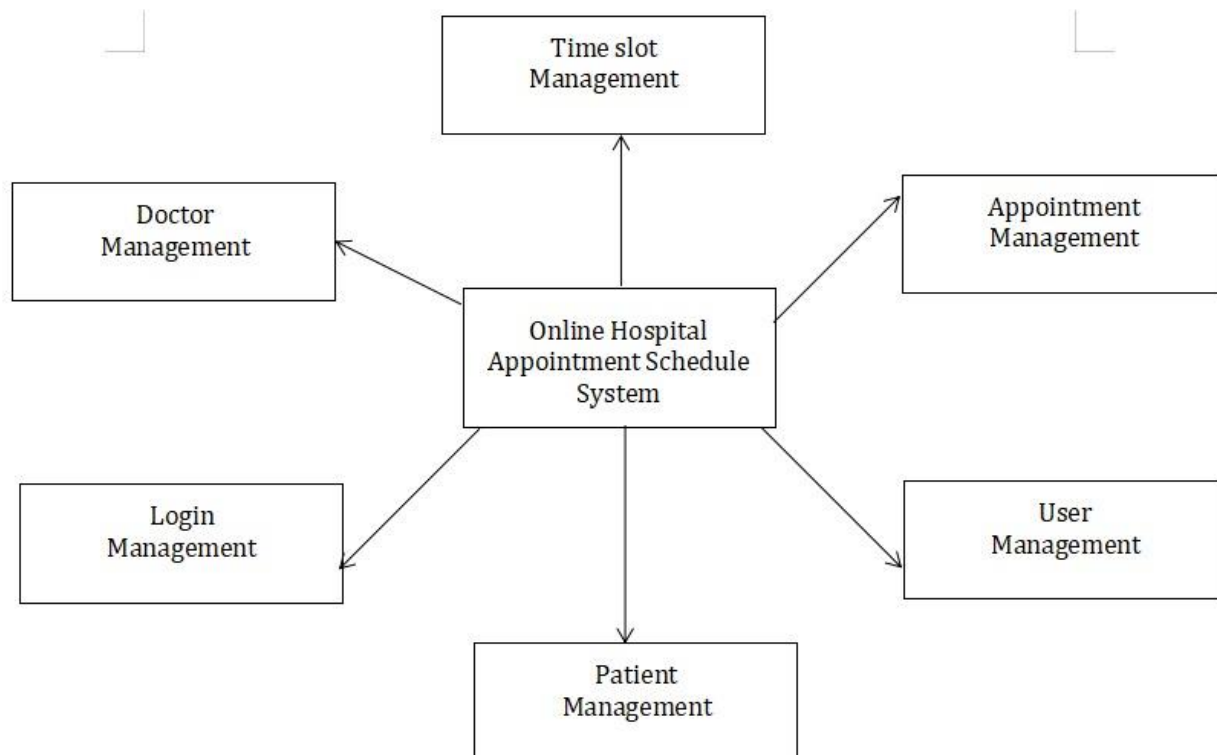 Time slot
Management
Doctor
Management
Appointment
Management
Online Hospital
Appointment Schedule
System
Login
Management
User
Management
Patient
Management